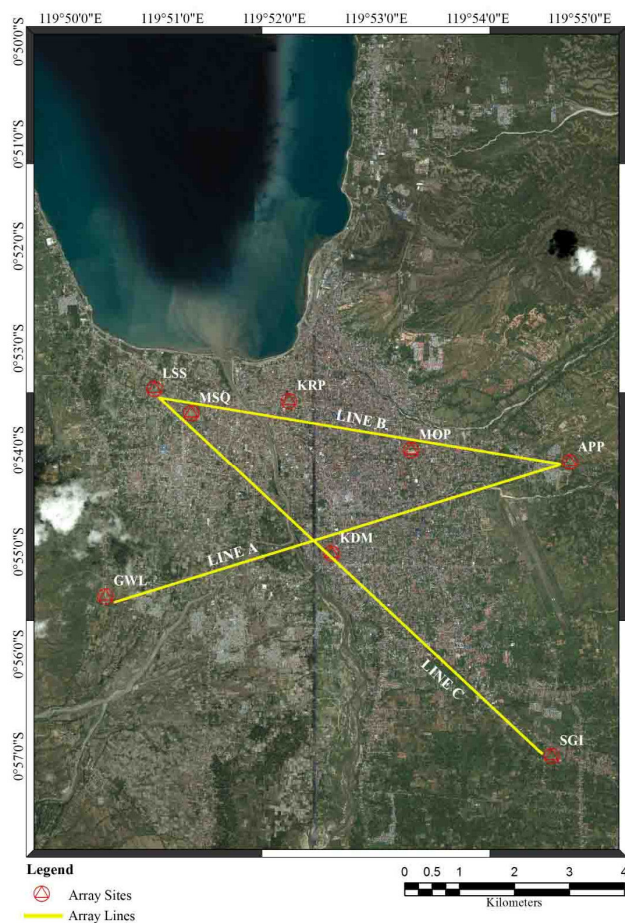 119°50'0"E 119°51'0"E 119°52'0"E 119°53'0"E 119°54'0"E 119°55'0"E
0°50'0"S
0°51'0"S
0°52'0"S
0°53'0"S
0°54'0"S
0°55'0"S
0°56'0"S
0°57'0"S
LSS
MSQ
KRP
LINE B
MOP
APP
LINE A
KDM
GWL
LINE C
SGI
Legend
Array Sites
Array Lines
0 0.5 1 2 3 4
Kilometers